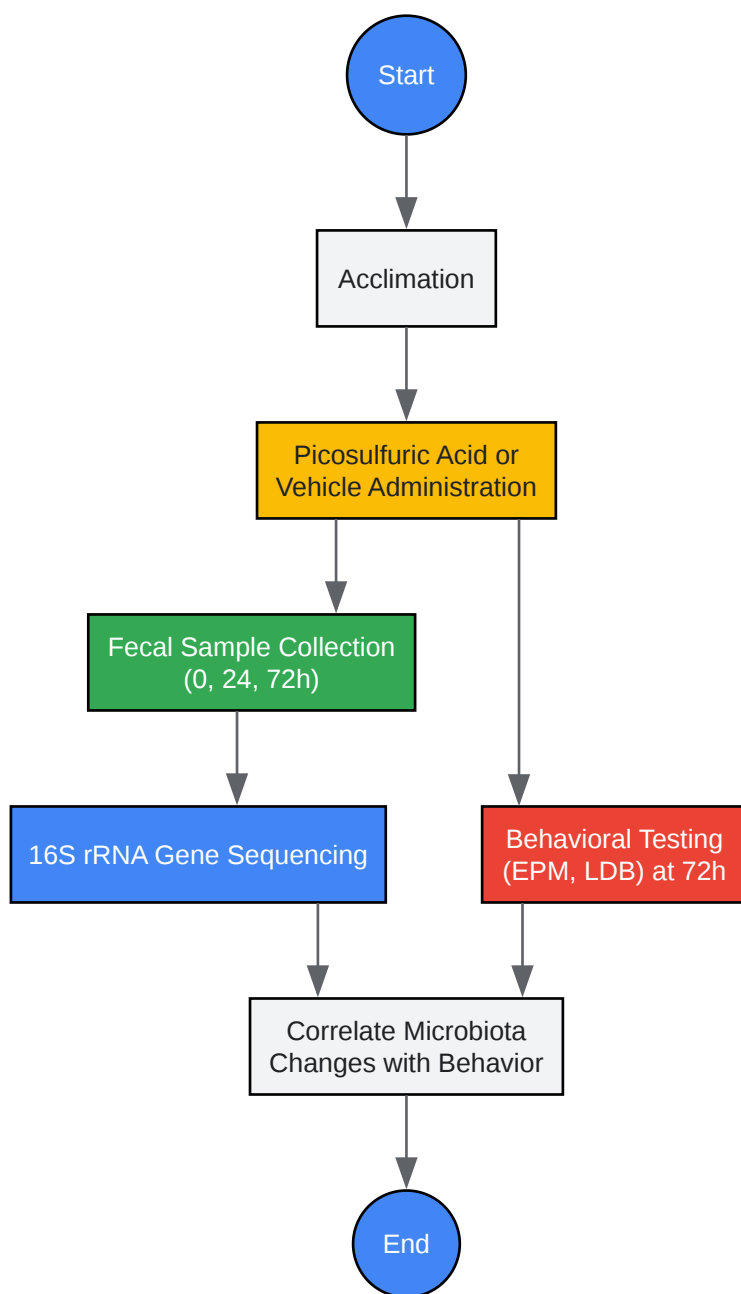 Start
Acclimation
Picosulfuric Acid or
Vehicle Administration
Fecal Sample Collection
(0, 24, 72h)
16S rRNA Gene Sequencing
Behavioral Testing
(EPM, LDB) at 72h
Correlate Microbiota
Changes with Behavior
End